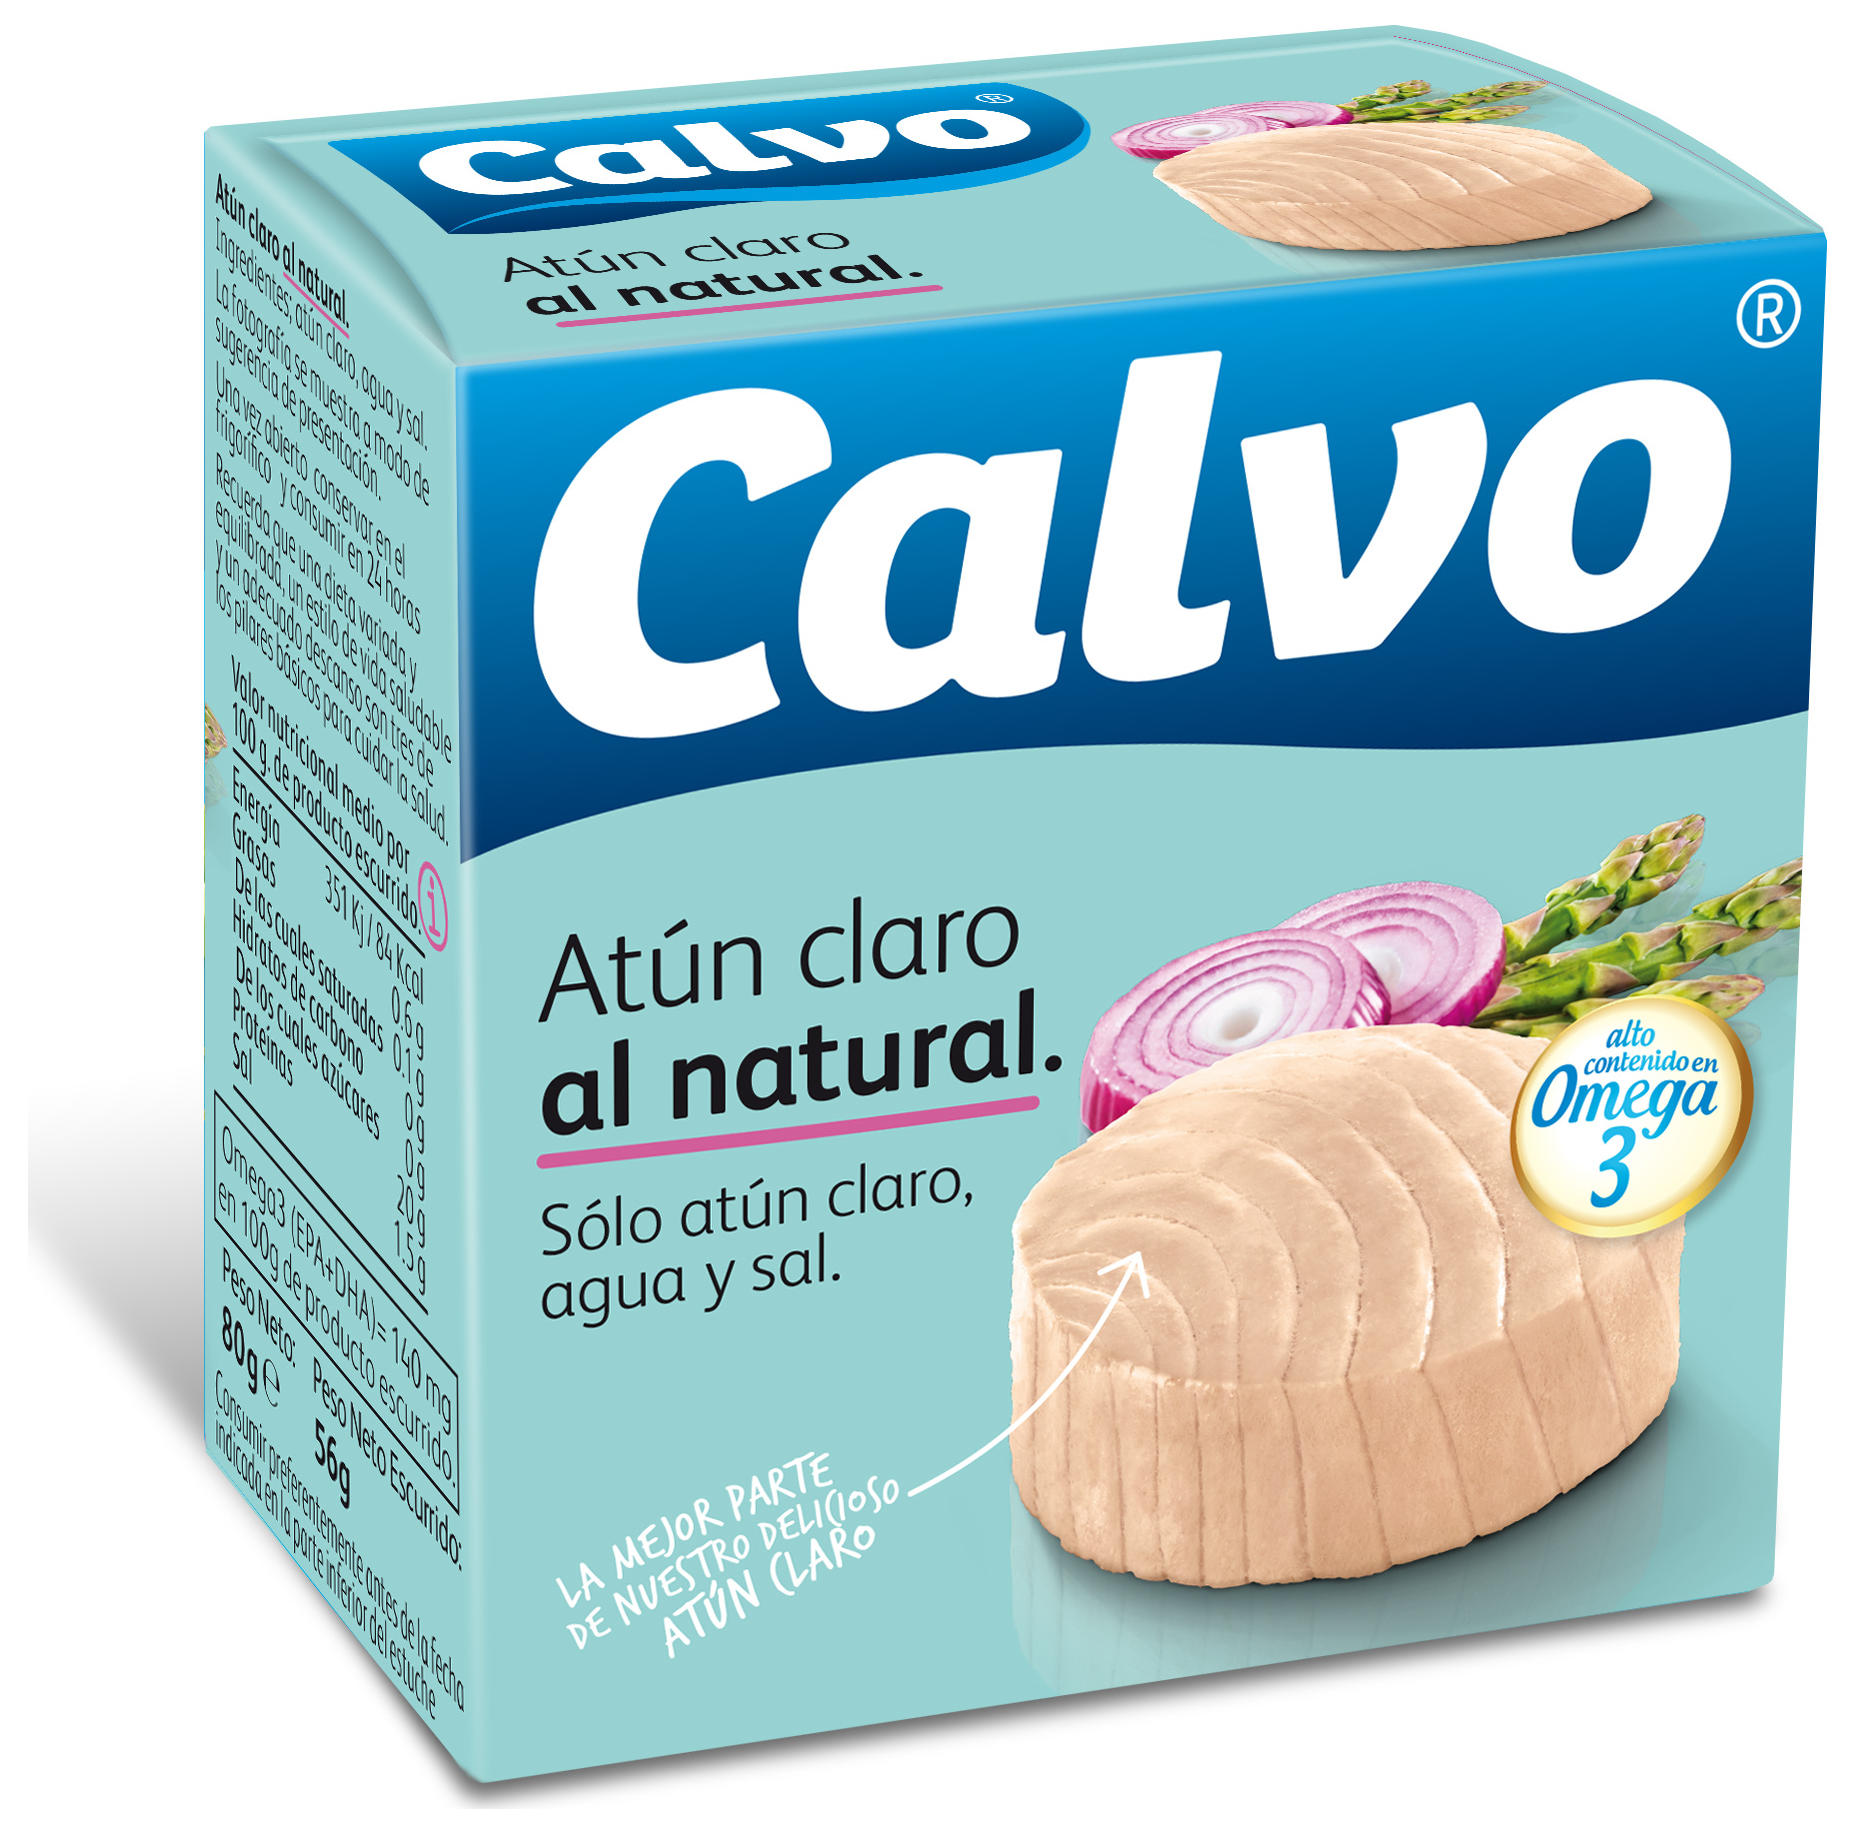 Calvo®
Atún claro
al natural.
Calvo®
Atún claro
al natural.
Sólo atún claro,
agua y sal.
alto
contenido en
Omega
3
LA MEJOR PARTE
DE NUESTRO DELICIOSO
ATÚN CLARO
Atún claro al natural.
Ingredientes; atún claro, agua y sal.
La fotografía se muestra a modo de
sugerencia de presentación.
Una vez abierto conservar en el
frigorífico y consumir en 24 horas
Recuerda que una dieta variada y
equilibrada, un estilo de vida saludable
y un adecuado descanso son tres de
los pilares básicos para cuidar la salud.
Valor nutricional medio por
100 g. de producto escurrido. i
Energía 351 Kj / 84 Kcal
Grasas 0.6 g
De las cuales saturadas 0.1 g
Hidratos de carbono 0 g
De los cuales azúcares 0 g
Proteínas 20 g
Sal 1.5 g
Omega3 (EPA+DHA)= 140 mg
en 100g de producto escurrido.
Peso Neto: Peso Neto Escurrido:
80g e 56g
Consumir preferentemente antes de la fecha
indicada en la parte inferior del estuche